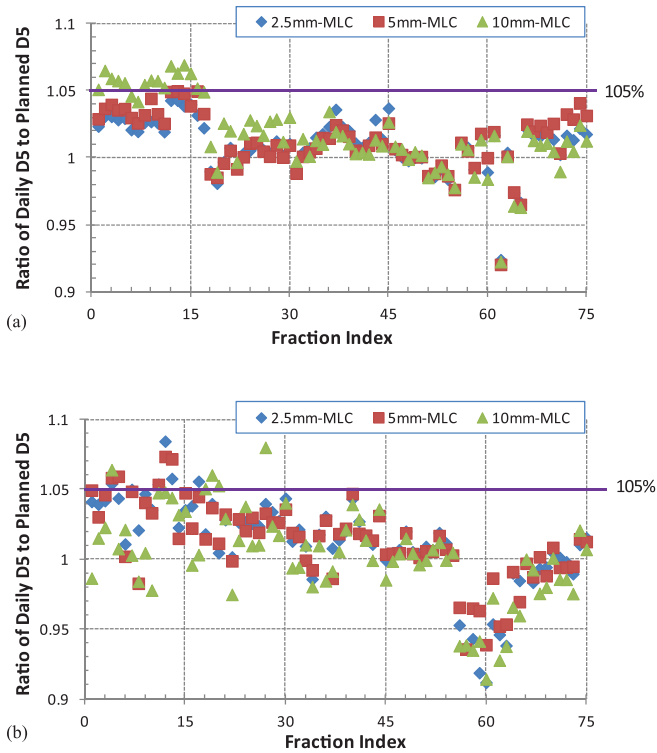 2.5mm-MLC 5mm-MLC 10mm-MLC
1.1
1.05
1
0.95
0.9
105%
Ratio of Daily D5 to Planned D5
0 15 30 45 60 75
Fraction Index
(a)
2.5mm-MLC 5mm-MLC 10mm-MLC
1.1
1.05
1
0.95
0.9
105%
Ratio of Daily D5 to Planned D5
0 15 30 45 60 75
Fraction Index
(b)